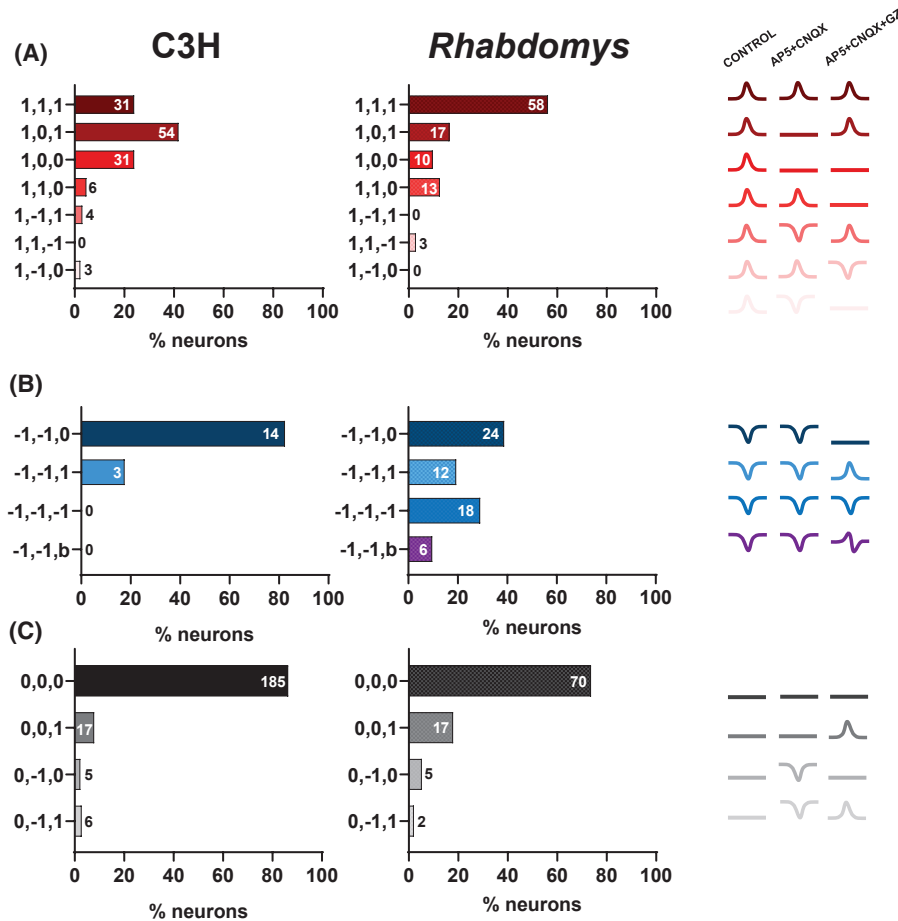 C3H
Rhabdomys
CONTROL
AP5+CNQX
AP5+CNQX+GZ
(A)
1,1,1
1,0,1
1,0,0
1,1,0
1,-1,1
1,1,-1
1,-1,0
31
54
31
6
4
0
3
0 20 40 60 80 100
% neurons
1,1,1
1,0,1
1,0,0
1,1,0
1,-1,1
1,1,-1
1,-1,0
58
17
10
13
0
3
0
0 20 40 60 80 100
% neurons
(B)
-1,-1,0
-1,-1,1
-1,-1,-1
-1,-1,b
14
3
0
0
0 20 40 60 80 100
% neurons
-1,-1,0
-1,-1,1
-1,-1,-1
-1,-1,b
24
12
18
6
0 20 40 60 80 100
% neurons
(C)
0,0,0
0,0,1
0,-1,0
0,-1,1
185
17
5
6
0 20 40 60 80 100
% neurons
0,0,0
0,0,1
0,-1,0
0,-1,1
70
17
5
2
0 20 40 60 80 100
% neurons